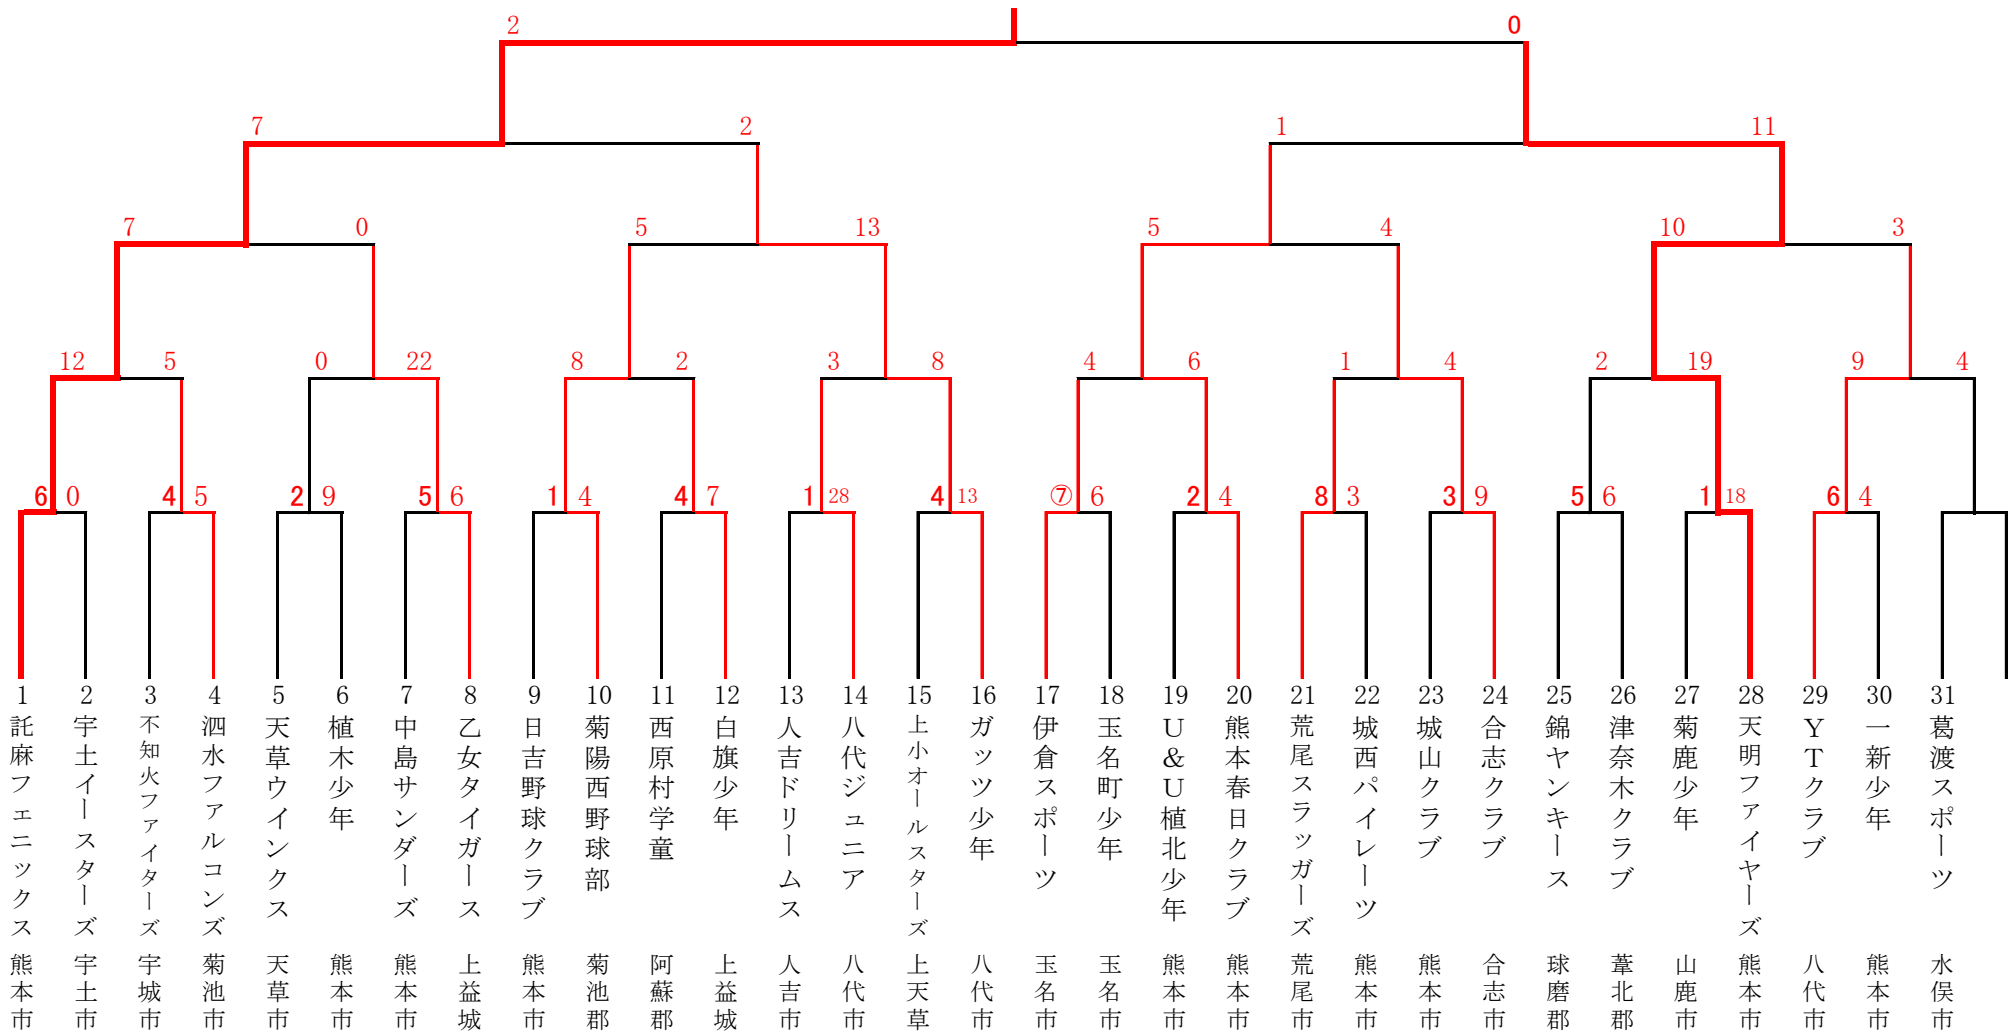 2 0
7 2 1 11
7 0 5 13 5 4 10 3
12 5 0 22 8 2 3 8 4 6 1 4 2 19 9 4
6 0 4 5 2 9 5 6 1 4 4 7 1 28 4 13 ⑦ 6 2 4 8 3 3 9 5 6 1 18 6 4
1 2 3 4 5 6 7 8 9 10 11 12 13 14 15 16 17 18 19 20 21 22 23 24 25 26 27 28 29 30 31
託麻フェニックス
宇土イースターズ
不知火ファイターズ
泗水ファルコンズ
天草ウインクス
植木少年
中島サンダーズ
乙女タイガース
日吉野球クラブ
菊陽西野球部
西原村学童
白旗少年
人吉ドリームス
八代ジュニア
上小オールスターズ
ガッツ少年
伊倉スポーツ
玉名町少年
U&U植北少年
熊本春日クラブ
荒尾スラッガーズ
城西パイレーツ
城山クラブ
合志クラブ
錦ヤンキース
津奈木クラブ
菊鹿少年
天明ファイヤーズ
YTクラブ
一新少年
葛渡スポーツ
熊本市
宇土市
宇城市
菊池市
天草市
熊本市
熊本市
上益城
熊本市
菊池郡
阿蘇郡
上益城
人吉市
八代市
上天草
八代市
玉名市
玉名市
熊本市
熊本市
荒尾市
熊本市
熊本市
合志市
球磨郡
葦北郡
山鹿市
熊本市
八代市
熊本市
水俣市